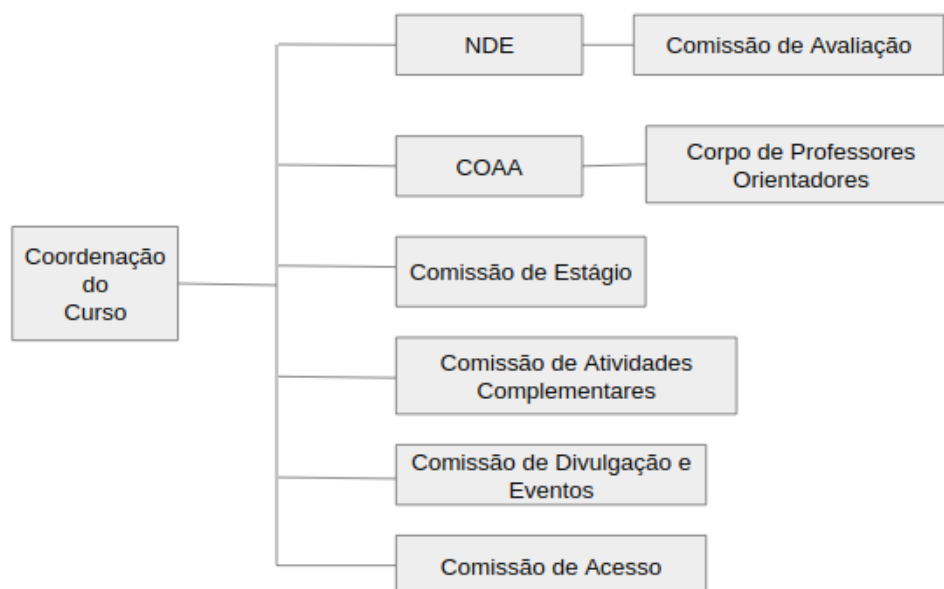 NDE
Comissão de Avaliação
COAA
Corpo de Professores
Orientadores
Coordenação
do
Curso
Comissão de Estágio
Comissão de Atividades
Complementares
Comissão de Divulgação e
Eventos
Comissão de Acesso